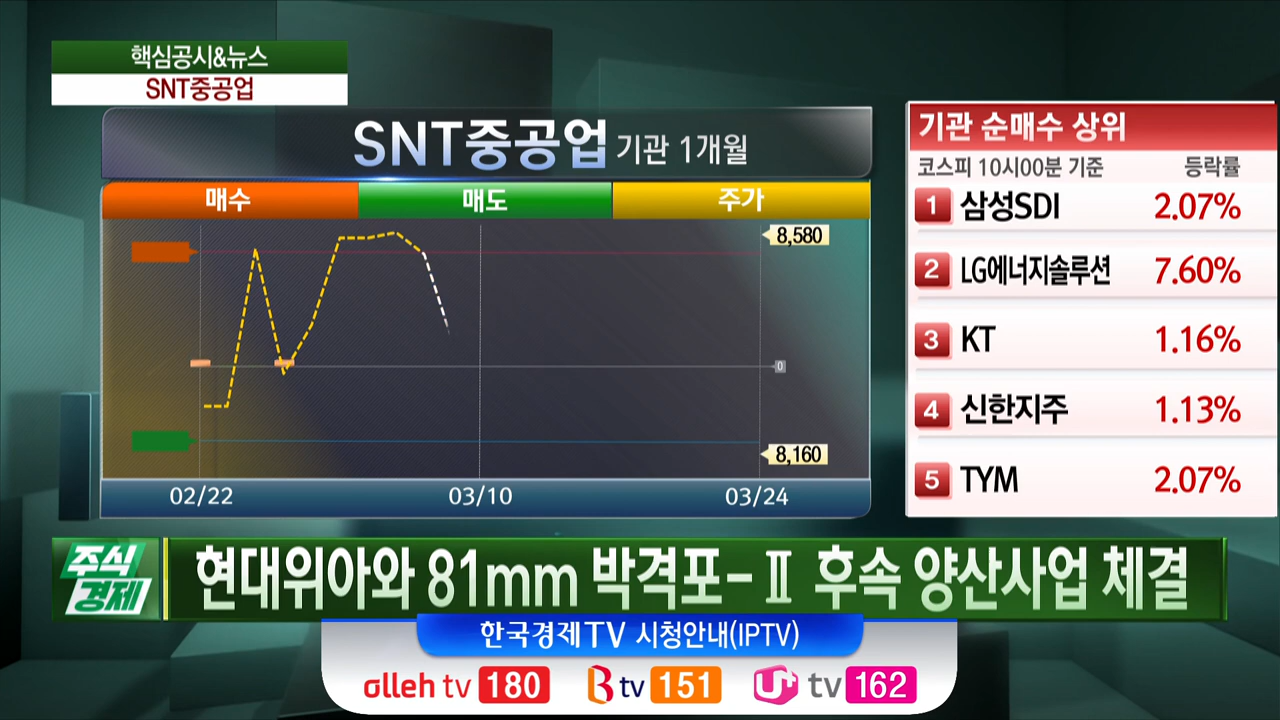 핵심공시&뉴스
SNT중공업
SNT중공업 기관 1개월
매수 매도 주가
8,580
0
8,160
02/22 03/10 03/24
기관 순매수 상위
코스피 10시00분 기준 등락률
1 삼성SDI 2.07%
2 LG에너지솔루션 7.60%
3 KT 1.16%
4 신한지주 1.13%
5 TYM 2.07%
주식
경제
현대위아와 81mm 박격포-Ⅱ 후속 양산사업 체결
한국경제TV 시청안내(IPTV)
olleh tv 180 B tv 151 U+ tv 162